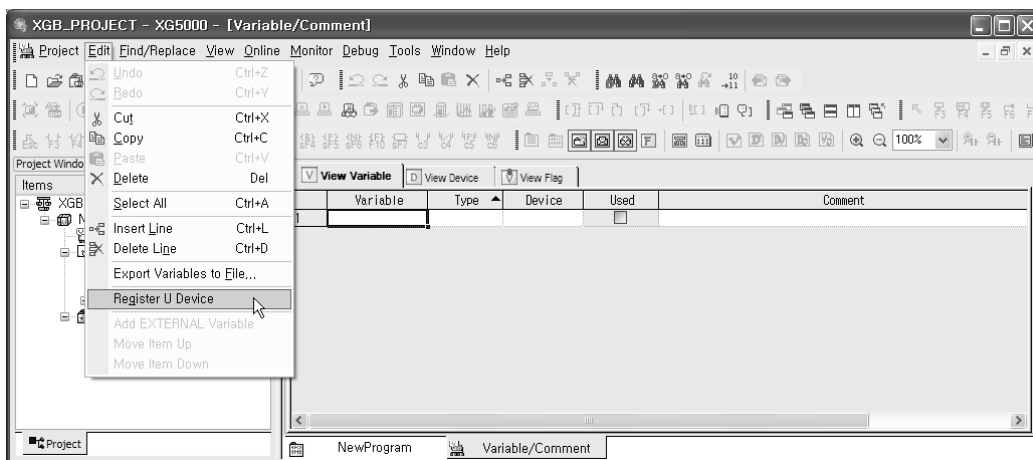 XGB_PROJECT - XG5000 - [Variable/Comment]
Project Edit Find/Replace View Online Monitor Debug Tools Window Help
Undo Ctrl+Z
Redo Ctrl+Y
Cut Ctrl+X
Copy Ctrl+C
Paste Ctrl+V
Delete Del
Select All Ctrl+A
Insert Line Ctrl+L
Delete Line Ctrl+D
Export Variables to File...
Register U Device
Add EXTERNAL Variable
Move Item Up
Move Item Down
100%
Project Windo
Items
XGB
V View Variable D View Device View Flag
Variable Type Device Used Comment
1
Project
NewProgram Variable/Comment